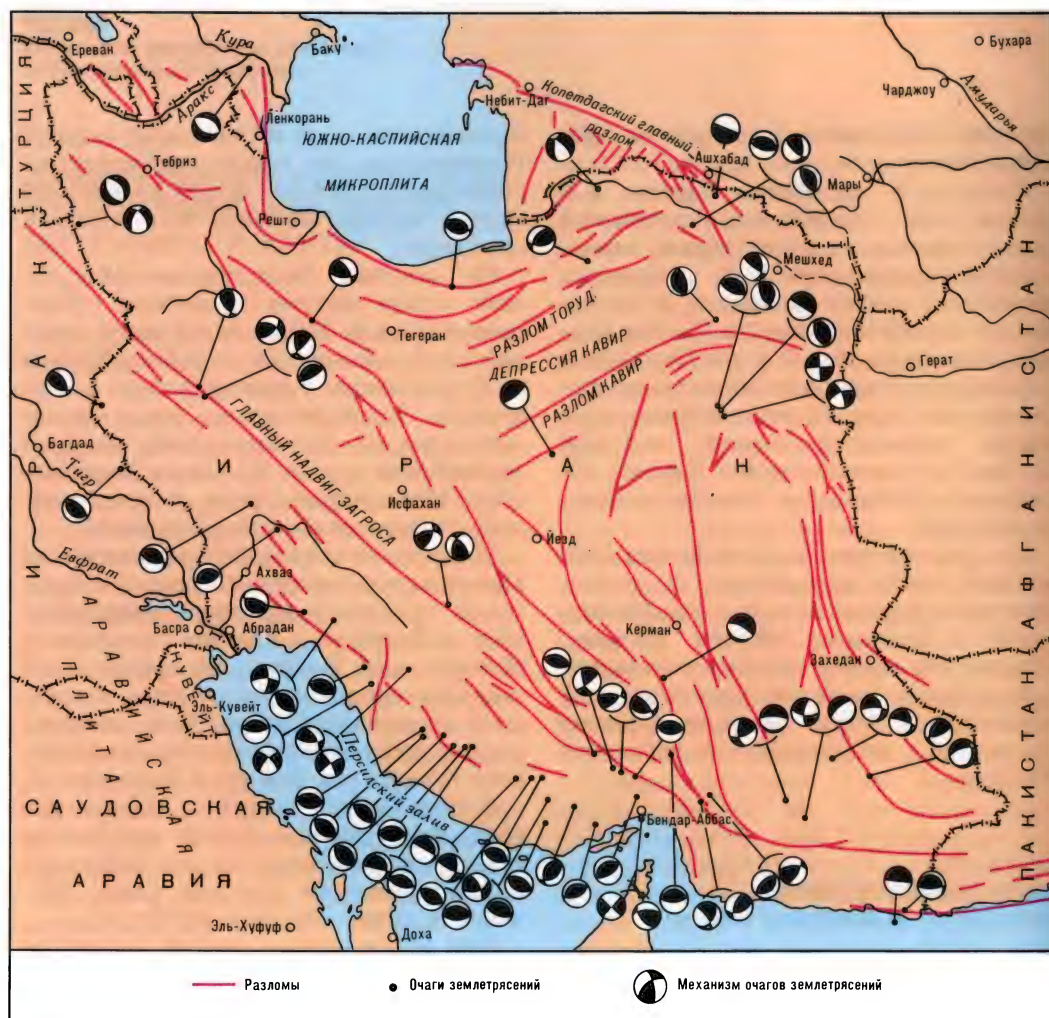 Ереван
Кура
Баку
Бухара
ТУРЦИЯ
Аракс
Ленкорань
Небит-Даг
Копетдагский главный
разлом
Чарджоу
Амударья
ЮЖНО-КАСПИЙСКАЯ
МИКРОПЛИТА
Ашхабад
Мары
Тебриз
Решт
Мешхед
Тегеран
РАЗЛОМ ТОРУД
ДЕПРЕССИЯ КАВИР
РАЗЛОМ КАВИР
Герат
ИРАК
Багдад
Тигр
ГЛАВНЫЙ НАДВИГ ЗАГРОСА
ИРАН
Исфахан
Йезд
АФГАНИСТАН
Евфрат
Ахваз
Басра
Абрадан
Керман
Захедан
КУВЕЙТ
Эль-Кувейт
АРАВИЙСКАЯ
ПЛИТА
Персидский залив
САУДОВСКАЯ
АРАВИЯ
Бендар-Аббас
ПАКИСТАН
Эль-Хуфуф
Доха
Разломы
Очаги землетрясений
Механизм очагов землетрясений